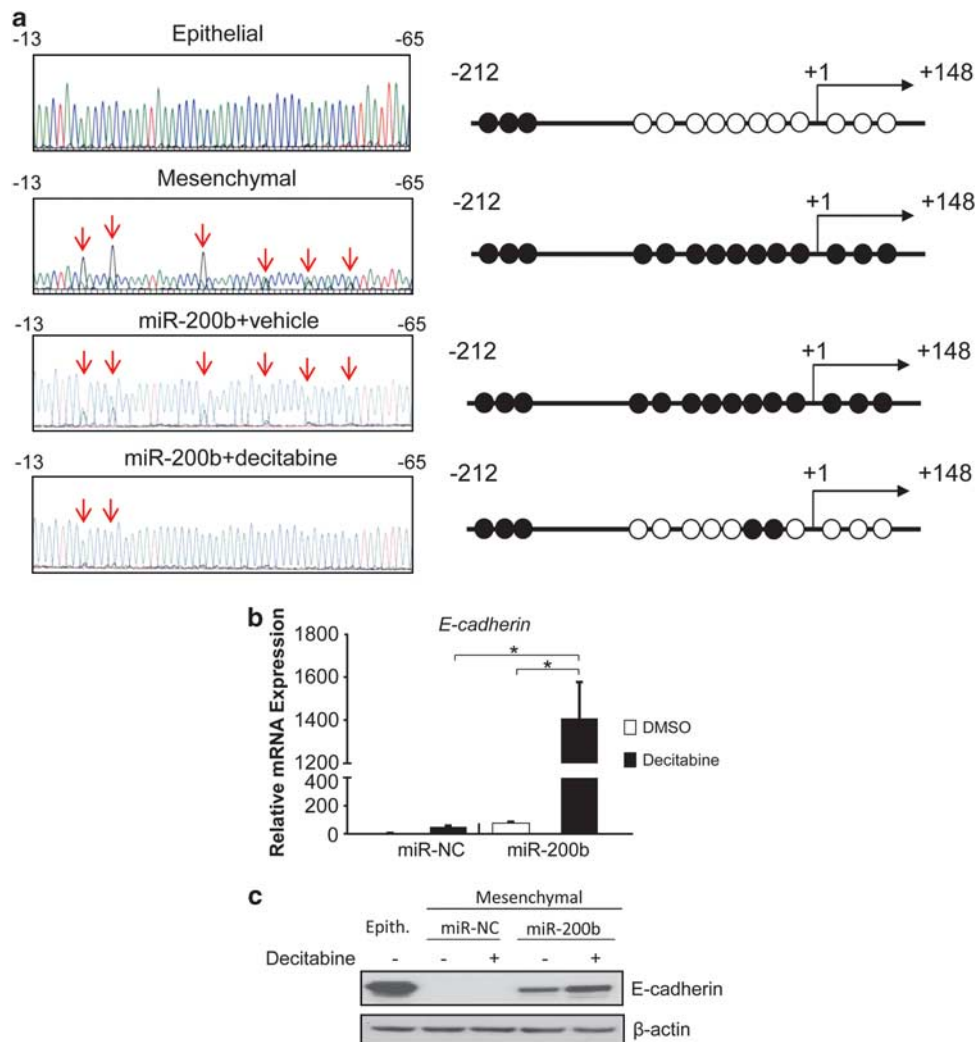 a
Epithelial
-13 -65
-212 +1 +148
Mesenchymal
-13 -65
-212 +1 +148
miR-200b+vehicle
-13 -65
-212 +1 +148
miR-200b+decitabine
-13 -65
-212 +1 +148
b
E-cadherin
Relative mRNA Expression
1800
1600
1400
1200
400
200
0
* 
*
DMSO
Decitabine
miR-NC miR-200b
c
Mesenchymal
Epith. miR-NC miR-200b
Decitabine - - + - +
E-cadherin
β-actin